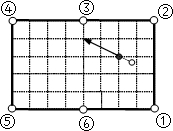 ④ ③ ②
⑤ ⑥ ①